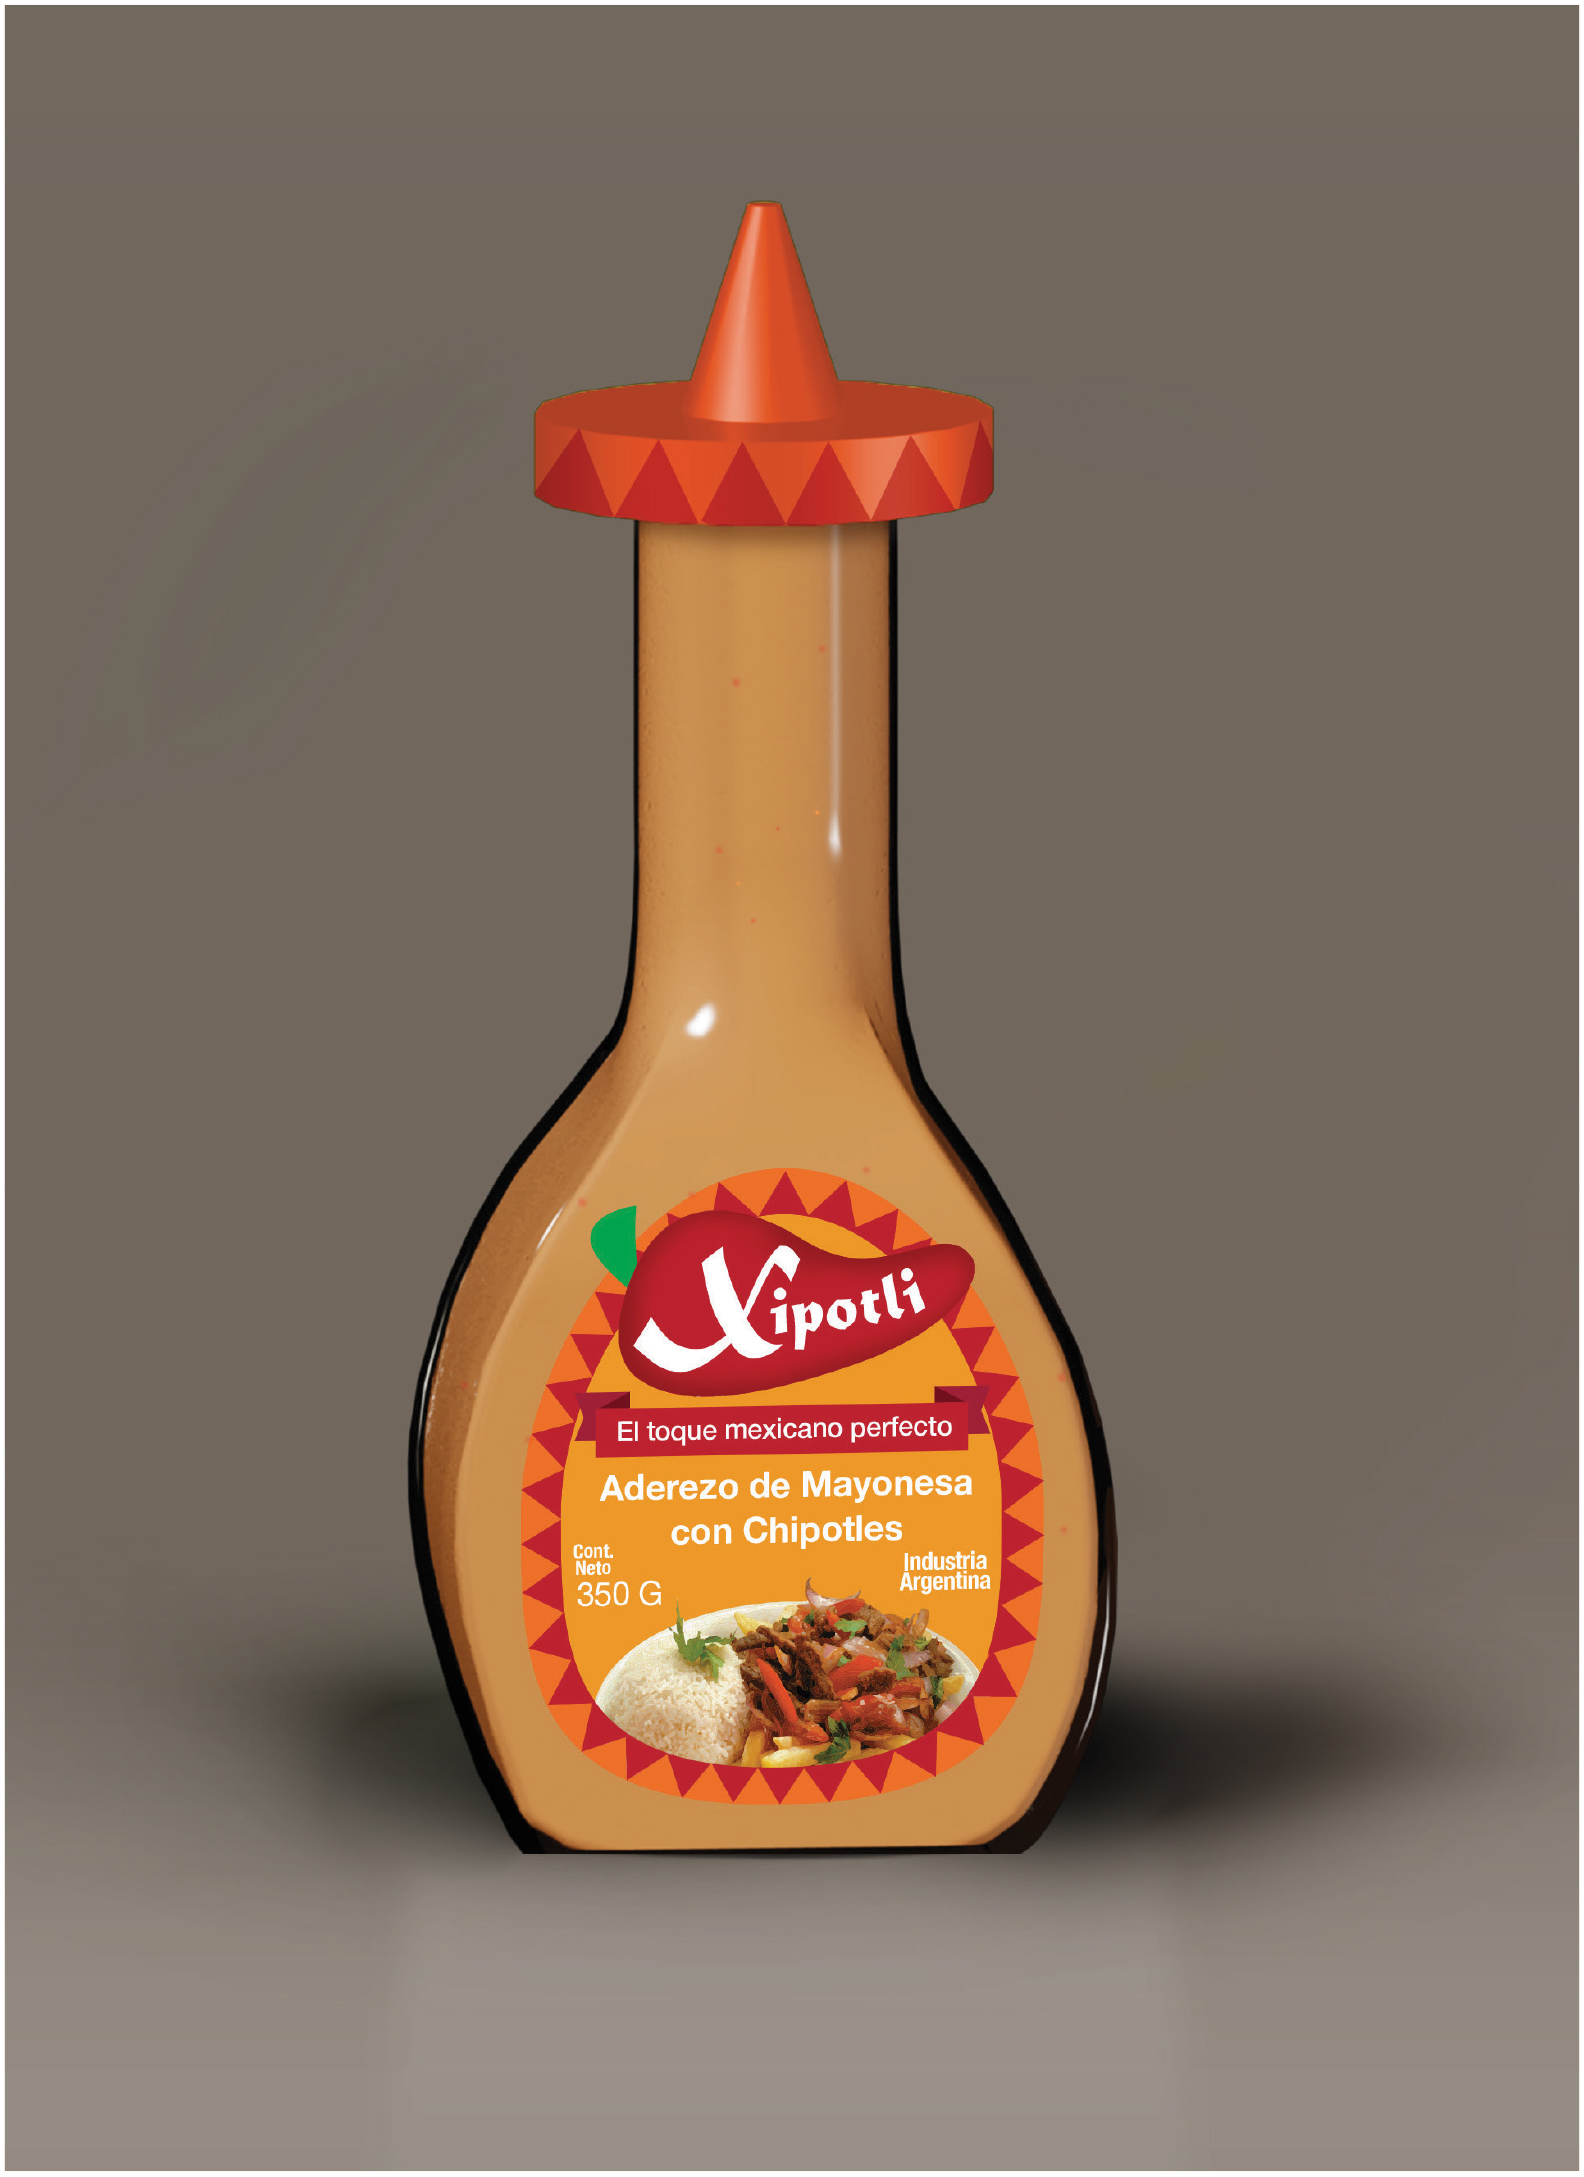 Xipotli
El toque mexicano perfecto
Aderezo de Mayonesa
con Chipotles
Cont.
Neto
350 G
Industria
Argentina